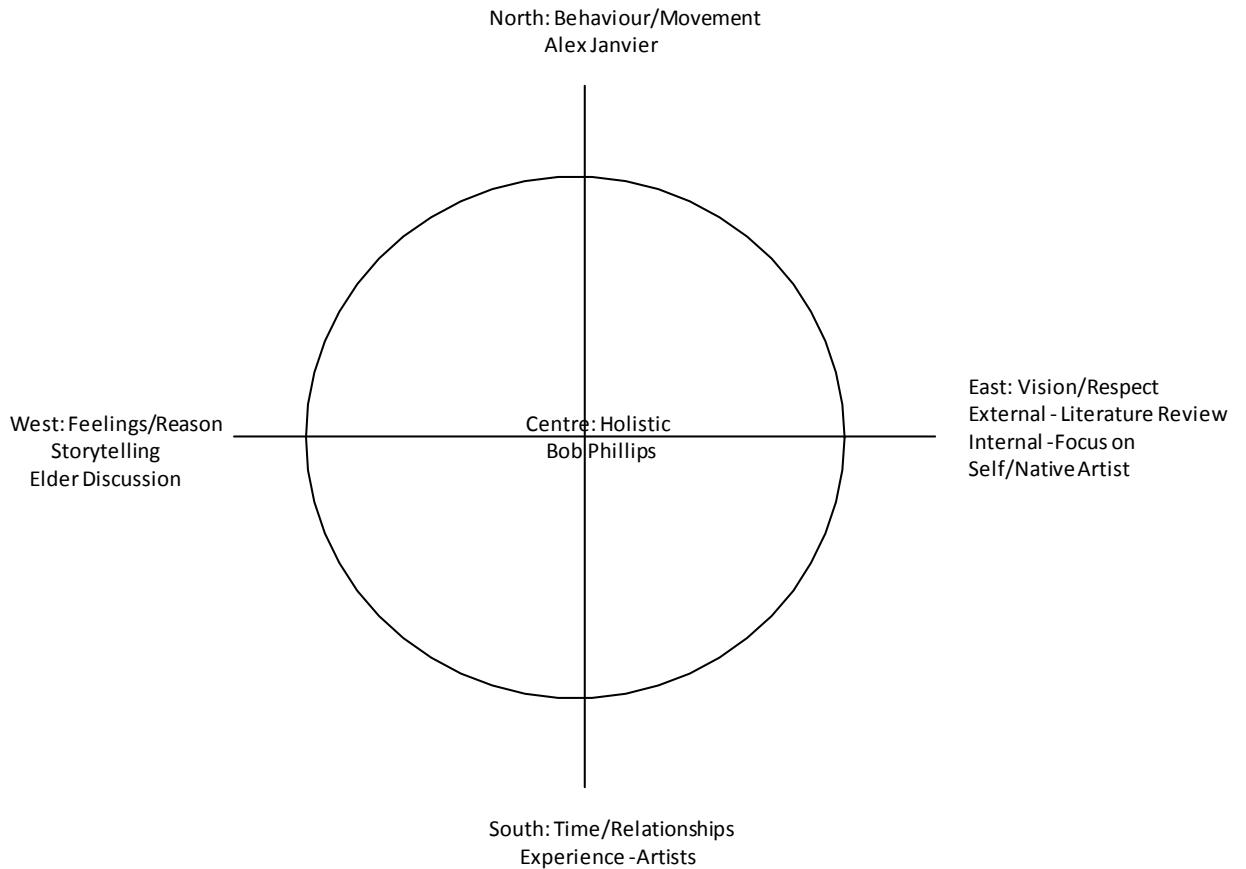 North: Behaviour/Movement
Alex Janvier
West: Feelings/Reason
Storytelling
Elder Discussion
Centre: Holistic
Bob Phillips
East: Vision/Respect
External - Literature Review
Internal -Focus on
Self/Native Artist
South: Time/Relationships
Experience -Artists